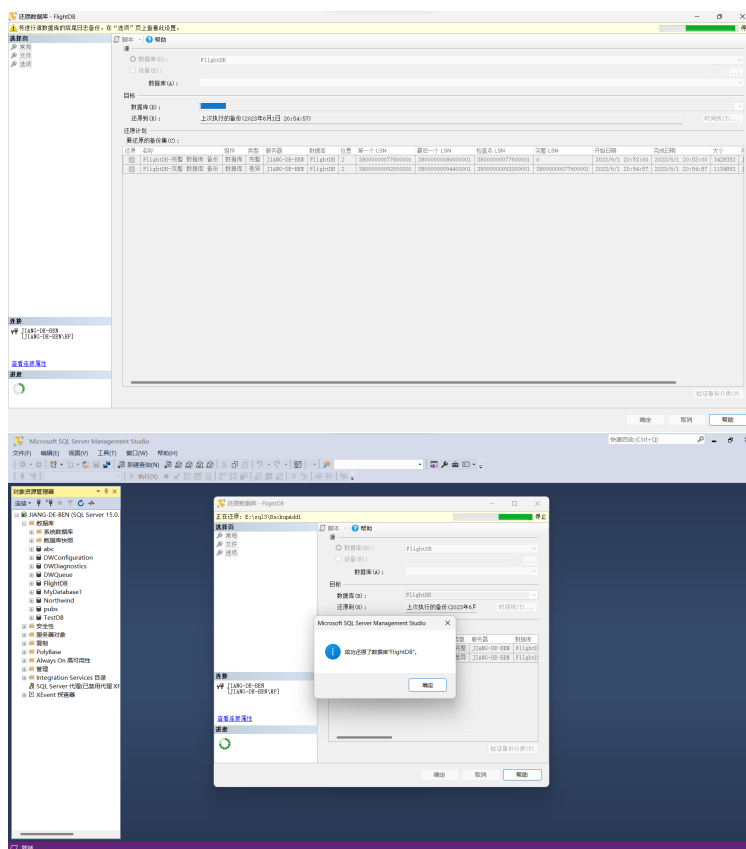 还原数据库 - FlightDB
将进行源数据库的结尾日志备份。在"选项"页上查看此设置。
停
选择页
常规
文件
选项
脚本
帮助
源
数据库(D)：
FlightDB
设备(E)：
...
数据库(A)：
目标
数据库(B)：
还原到(R)：
上次执行的备份(2023年6月1日 20:54:57)
时间线(T)...
还原计划
要还原的备份集(C)：
还原 名称 组件 类型 服务器 数据库 位置 第一个 LSN 最后一个 LSN 检查点 LSN 完整 LSN 开始日期 完成日期 大小
FlightDB-完整 数据库 备份 数据库 完整 JIANG-DE-BEN FlightDB 2 38000000077600001 38000000080000001 38000000077600001 0 2023/6/1 20:53:00 2023/6/1 20:53:00 3428352
FlightDB-完整 数据库 备份 数据库 差异 JIANG-DE-BEN FlightDB 2 38000000092000001 38000000094400001 38000000092000001 38000000077600001 2023/6/1 20:54:57 2023/6/1 20:54:57 1134592
连接
JIANG-DE-BEN
[JIANG-DE-BEN\HP]
查看连接属性
进度
验证备份介质(V)
确定
取消
帮助
Microsoft SQL Server Management Studio
快速启动 (Ctrl+Q)
文件(F) 编辑(E) 视图(V) 工具(T) 窗口(W) 帮助(H)
新建查询(N)
执行(X)
对象资源管理器
连接
JIANG-DE-BEN (SQL Server 15.0.
数据库
系统数据库
数据库快照
abc
DWConfiguration
DWDiagnostics
DWQueue
FlightDB
MyDatabase1
Northwind
pubs
TestDB
安全性
服务器对象
复制
PolyBase
Always On 高可用性
管理
Integration Services 目录
SQL Server 代理(已禁用代理 XP
XEvent 探查器
还原数据库 - FlightDB
正在还原: E:\sql5\BackupAdd1
停止
选择页
常规
文件
选项
脚本
帮助
源
数据库(D)：
FlightDB
设备(E)：
...
数据库(A)：
目标
数据库(B)：
FlightDB
还原到(R)：
上次执行的备份(2023年6月
时间线(T)...
Microsoft SQL Server Management Studio
成功还原了数据库"FlightDB"。
确定
类型 服务器 数据库
完整 JIANG-DE-BEN FlightD
差异 JIANG-DE-BEN FlightD
连接
JIANG-DE-BEN
[JIANG-DE-BEN\HP]
查看连接属性
进度
验证备份介质(V)
确定
取消
帮助
就绪